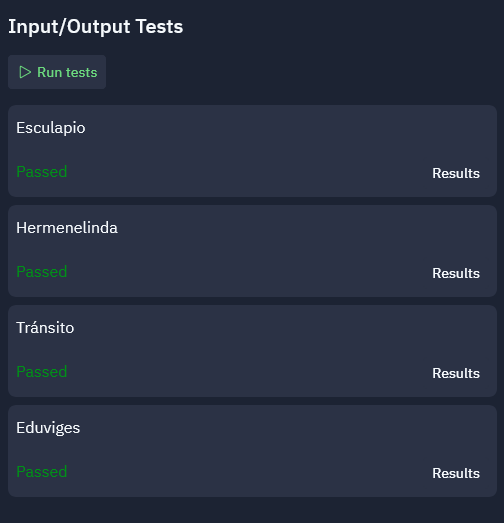 Input/Output Tests
Run tests
Esculapio
Passed
Results
Hermenelinda
Passed
Results
Tránsito
Passed
Results
Eduviges
Passed
Results